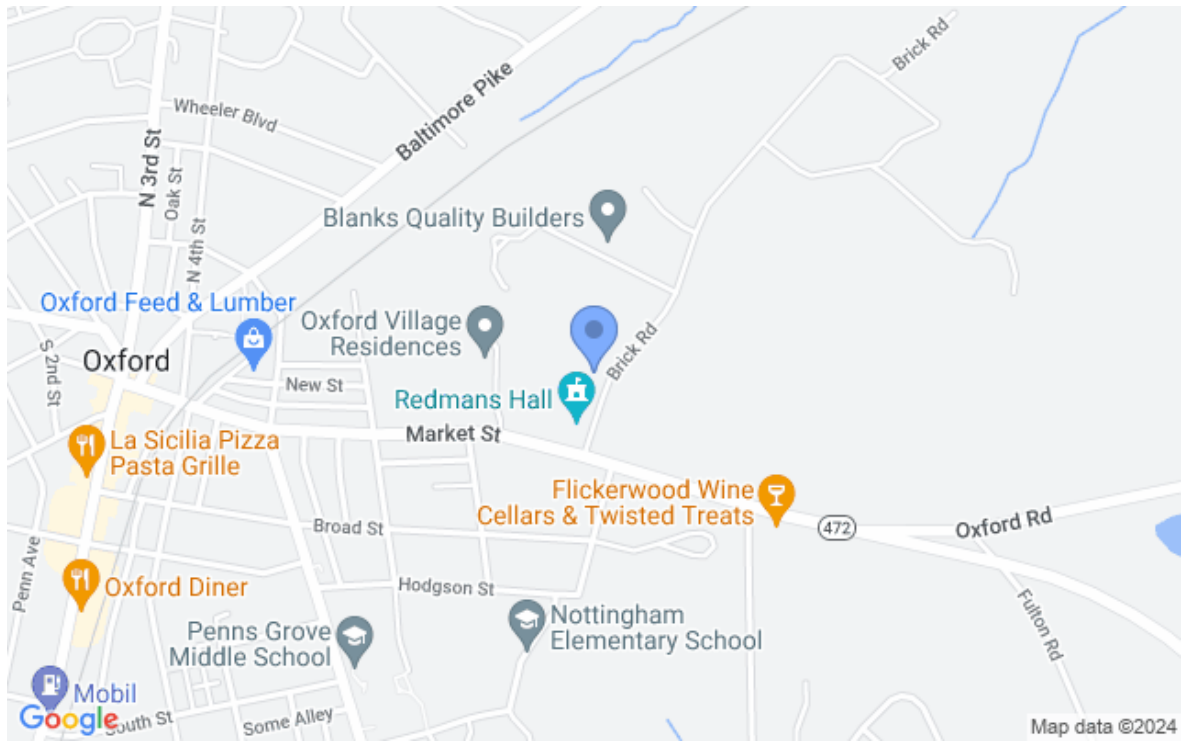 Brick Rd
Baltimore Pike
Wheeler Blvd
N 3rd St
Oak St
N 4th St
Blanks Quality Builders
Oxford Feed & Lumber
Oxford Village
Residences
Brick Rd
S 2nd St
Oxford
New St
Redmans Hall
Market St
La Sicilia Pizza
Pasta Grille
Flickerwood Wine
Cellars & Twisted Treats
472
Oxford Rd
Broad St
Penn Ave
Oxford Diner
Hodgson St
Nottingham
Elementary School
Fulton Rd
Penns Grove
Middle School
Mobil
Google
South St
Some Alley
Map data ©2024